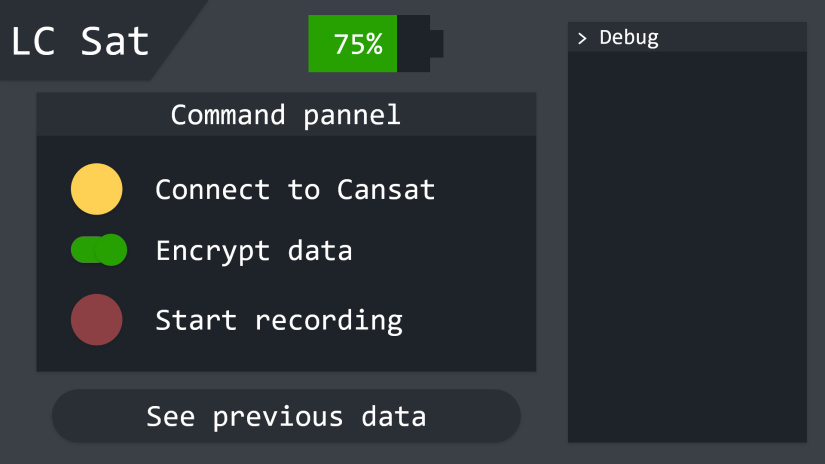 LC Sat
75%
> Debug
Command pannel
Connect to Cansat
Encrypt data
Start recording
See previous data